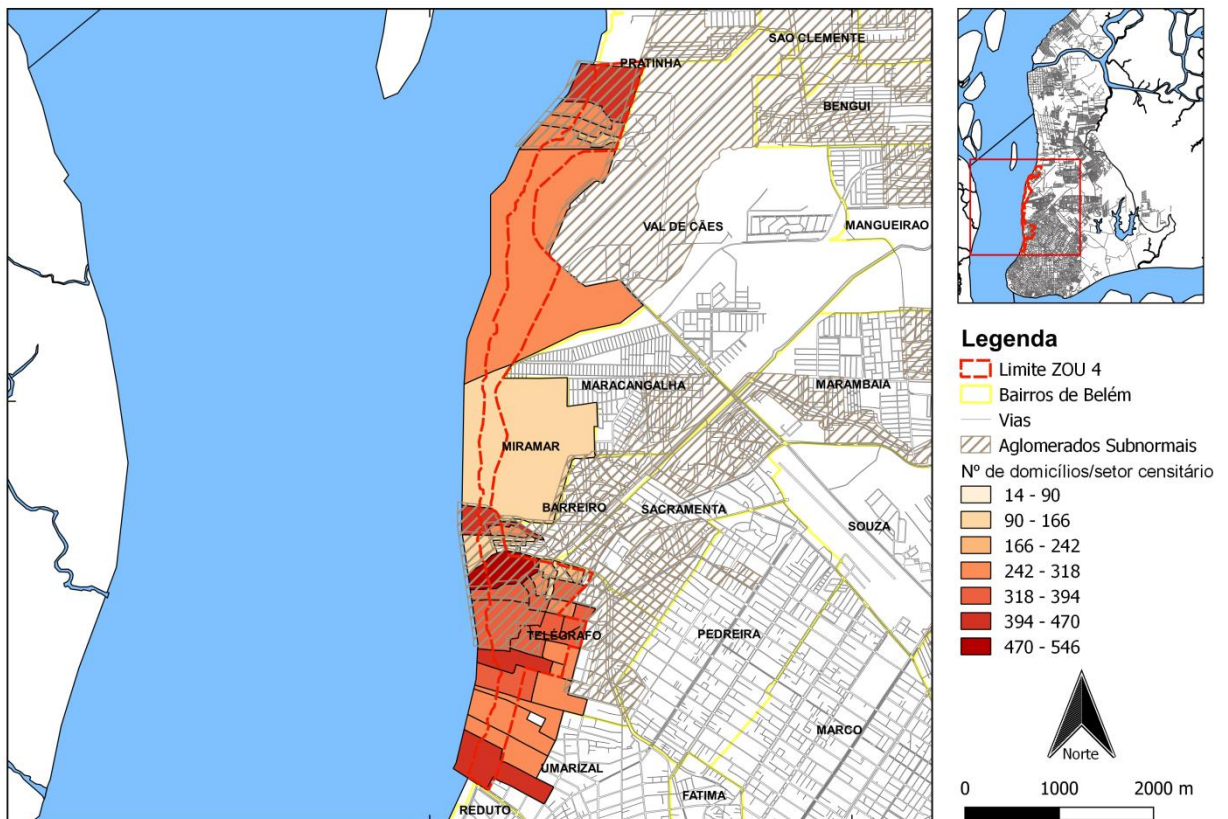 SAO CLEMENTE
PRATINHA
BENGUI
VAL DE CÃES
MANGUEIRAO
MARACANGALHA
MARAMBAIA
MIRAMAR
BARREIRO
SACRAMENTA
SOUZA
TELÉGRAFO
PEDREIRA
MARCO
UMARIZAL
FATIMA
REDUTO
Legenda
Limite ZOU 4
Bairros de Belém
Vias
Aglomerados Subnormais
Nº de domicílios/setor censitário
14 - 90
90 - 166
166 - 242
242 - 318
318 - 394
394 - 470
470 - 546
Norte
0 1000 2000 m